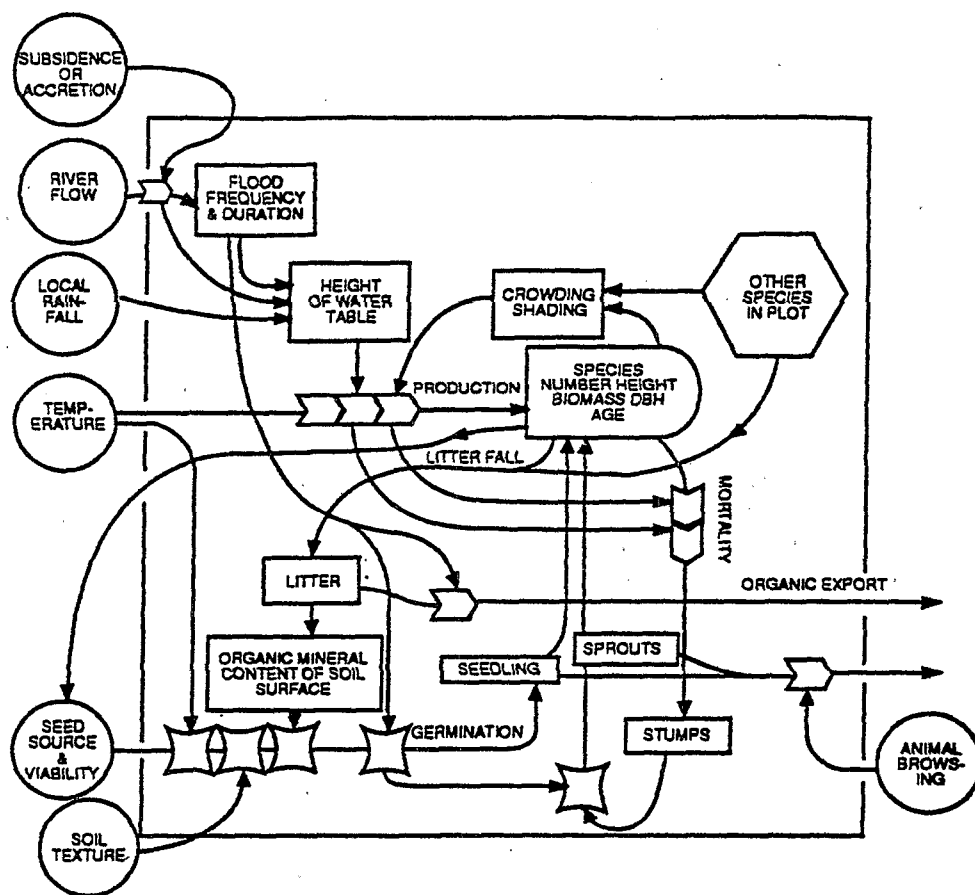 SUBSIDENCE
OR
ACCRETION
RIVER
FLOW
FLOOD
FREQUENCY
& DURATION
LOCAL
RAIN-
FALL
HEIGHT
OF WATER
TABLE
CROWDING
SHADING
OTHER
SPECIES
IN PLOT
TEMP-
ERATURE
PRODUCTION
SPECIES
NUMBER HEIGHT
BIOMASS DBH
AGE
LITTER FALL
MORTALITY
LITTER
ORGANIC EXPORT
ORGANIC MINERAL
CONTENT OF SOIL
SURFACE
SEEDLING
SPROUTS
SEED
SOURCE
&
VIABILITY
GERMINATION
STUMPS
ANIMAL
BROWS-
ING
SOIL
TEXTURE